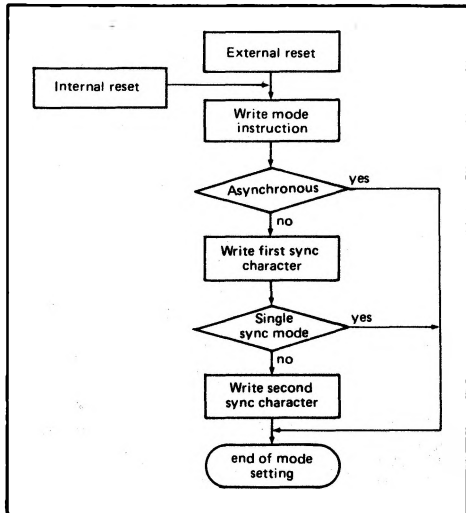 External reset
Internal reset
Write mode
instruction
Asynchronous
yes
no
Write first sync
character
Single
sync mode
yes
no
Write second
sync character
end of mode
setting